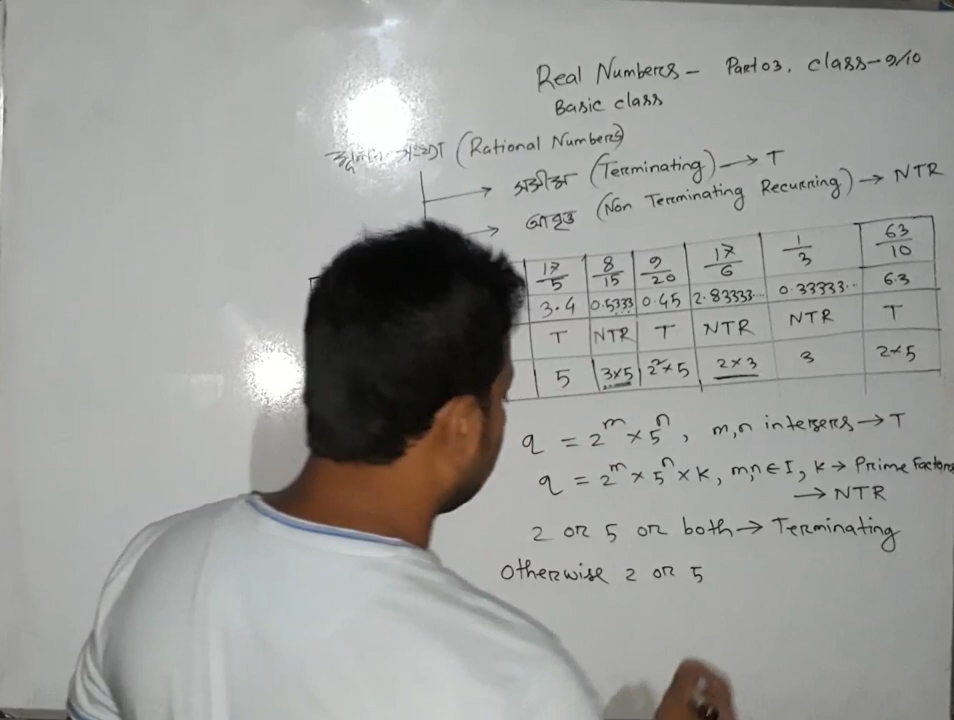 Real Numbers - Part 03, class-9/10
Basic class
(Rational Numbers)
(Terminating) → T
আবৃত্ত (Non Terminating Recurring) → NTR
17/5 8/15 9/20 17/6 1/3 63/10
3.4 0.5333... 0.45 2.83333... 0.33333... 6.3
T NTR T NTR NTR T
5 3×5 2²×5 2×3 3 2×5
q = 2^m × 5^n, m,n integers → T
q = 2^m × 5^n × K, m,n ∈ I, K → Prime Factors
→ NTR
2 or 5 or both → Terminating
Otherwise 2 or 5